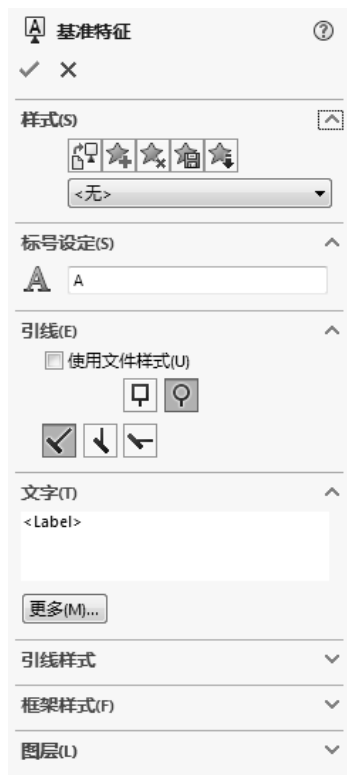 基准特征
样式(S)
<无>
标号设定(S)
A
引线(E)
使用文件样式(U)
文字(T)
<Label>
更多(M)...
引线样式
框架样式(F)
图层(L)